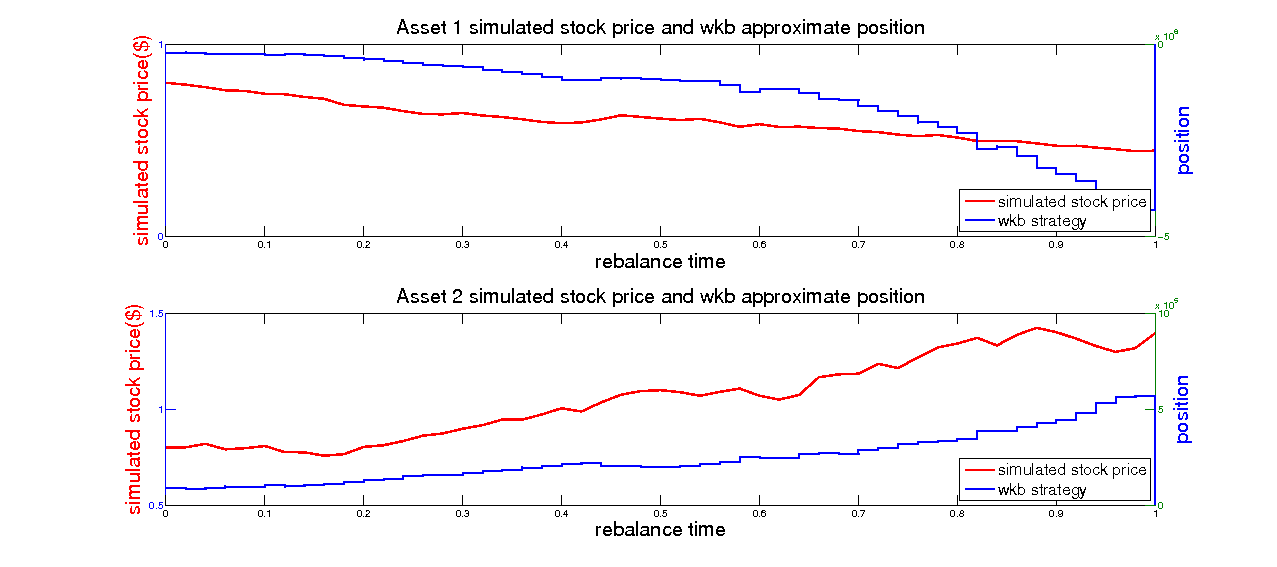 Asset 1 simulated stock price and wkb approximate position
x 10
1
0
simulated stock price($)
position
simulated stock price
wkb strategy
0
-5
0 0.1 0.2 0.3 0.4 0.5 0.6 0.7 0.8 0.9 1
rebalance time
Asset 2 simulated stock price and wkb approximate position
x 10
1.5
10
simulated stock price($)
position
1
5
simulated stock price
wkb strategy
0.5
0
0 0.1 0.2 0.3 0.4 0.5 0.6 0.7 0.8 0.9 1
rebalance time